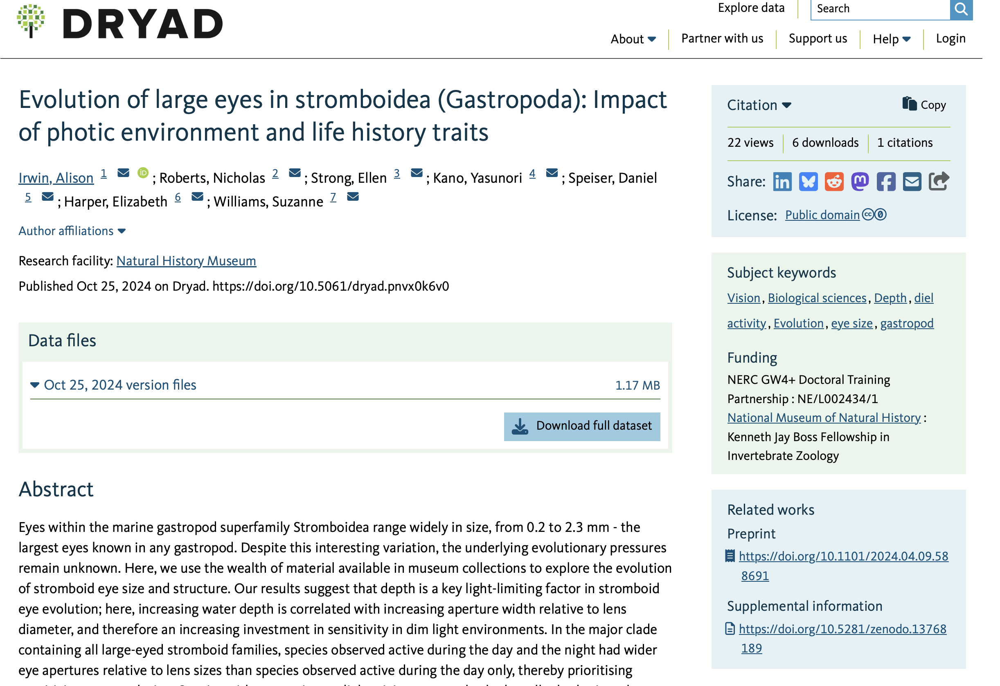 DRYAD
Explore data
Search
About
Partner with us
Support us
Help
Login
Evolution of large eyes in stromboidea (Gastropoda): Impact
of photic environment and life history traits
Irwin, Alison 1 iD ; Roberts, Nicholas 2 ; Strong, Ellen 3 ; Kano, Yasunori 4 ; Speiser, Daniel
5 ; Harper, Elizabeth 6 ; Williams, Suzanne 7
Author affiliations
Research facility: Natural History Museum
Published Oct 25, 2024 on Dryad. https://doi.org/10.5061/dryad.pnvx0k6v0
Data files
Oct 25, 2024 version files 1.17 MB
Download full dataset
Abstract
Eyes within the marine gastropod superfamily Stromboidea range widely in size, from 0.2 to 2.3 mm - the
largest eyes known in any gastropod. Despite this interesting variation, the underlying evolutionary pressures
remain unknown. Here, we use the wealth of material available in museum collections to explore the evolution
of stromboid eye size and structure. Our results suggest that depth is a key light-limiting factor in stromboid
eye evolution; here, increasing water depth is correlated with increasing aperture width relative to lens
diameter, and therefore an increasing investment in sensitivity in dim light environments. In the major clade
containing all large-eyed stromboid families, species observed active during the day and the night had wider
eye apertures relative to lens sizes than species observed active during the day only, thereby prioritising
Citation
Copy
22 views
6 downloads
1 citations
Share:
License: Public domain
Subject keywords
Vision , Biological sciences , Depth , diel
activity , Evolution , eye size , gastropod
Funding
NERC GW4+ Doctoral Training
Partnership : NE/L002434/1
National Museum of Natural History :
Kenneth Jay Boss Fellowship in
Invertebrate Zoology
Related works
Preprint
https://doi.org/10.1101/2024.04.09.58
8691
Supplemental information
https://doi.org/10.5281/zenodo.13768
189